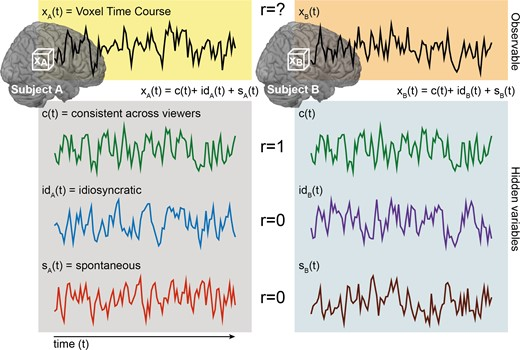 x_A(t) = Voxel Time Course
r=?
x_B(t)
Observable
x_A
Subject A
x_B
Subject B
x_A(t) = c(t)+ id_A(t) + s_A(t)
x_B(t) = c(t)+ id_B(t) + s_B(t)
c(t) = consistent across viewers
r=1
c(t)
id_A(t) = idiosyncratic
r=0
id_B(t)
s_A(t) = spontaneous
r=0
s_B(t)
Hidden variables
time (t)